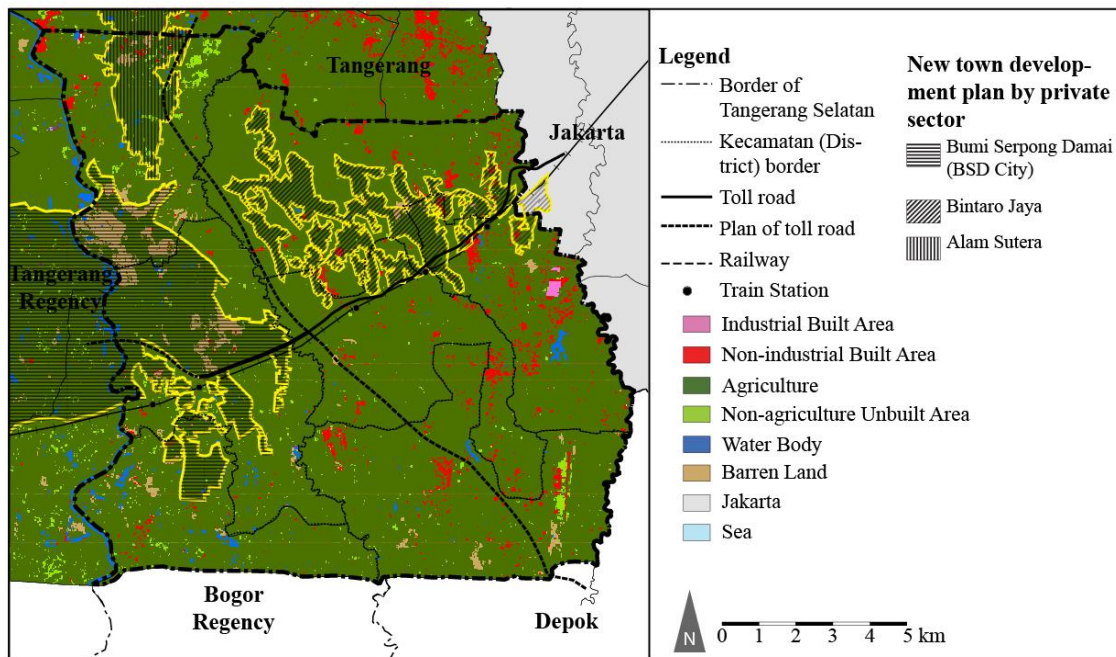 Tangerang
Jakarta
Tangerang
Regency
Bogor
Regency
Depok
Legend
Border of
Tangerang Selatan
Kecamatan (Dis-
trict) border
Toll road
Plan of toll road
Railway
Train Station
Industrial Built Area
Non-industrial Built Area
Agriculture
Non-agriculture Unbuilt Area
Water Body
Barren Land
Jakarta
Sea
New town develop-
ment plan by private
sector
Bumi Serpong Damai
(BSD City)
Bintaro Jaya
Alam Sutera
N
0 1 2 3 4 5 km